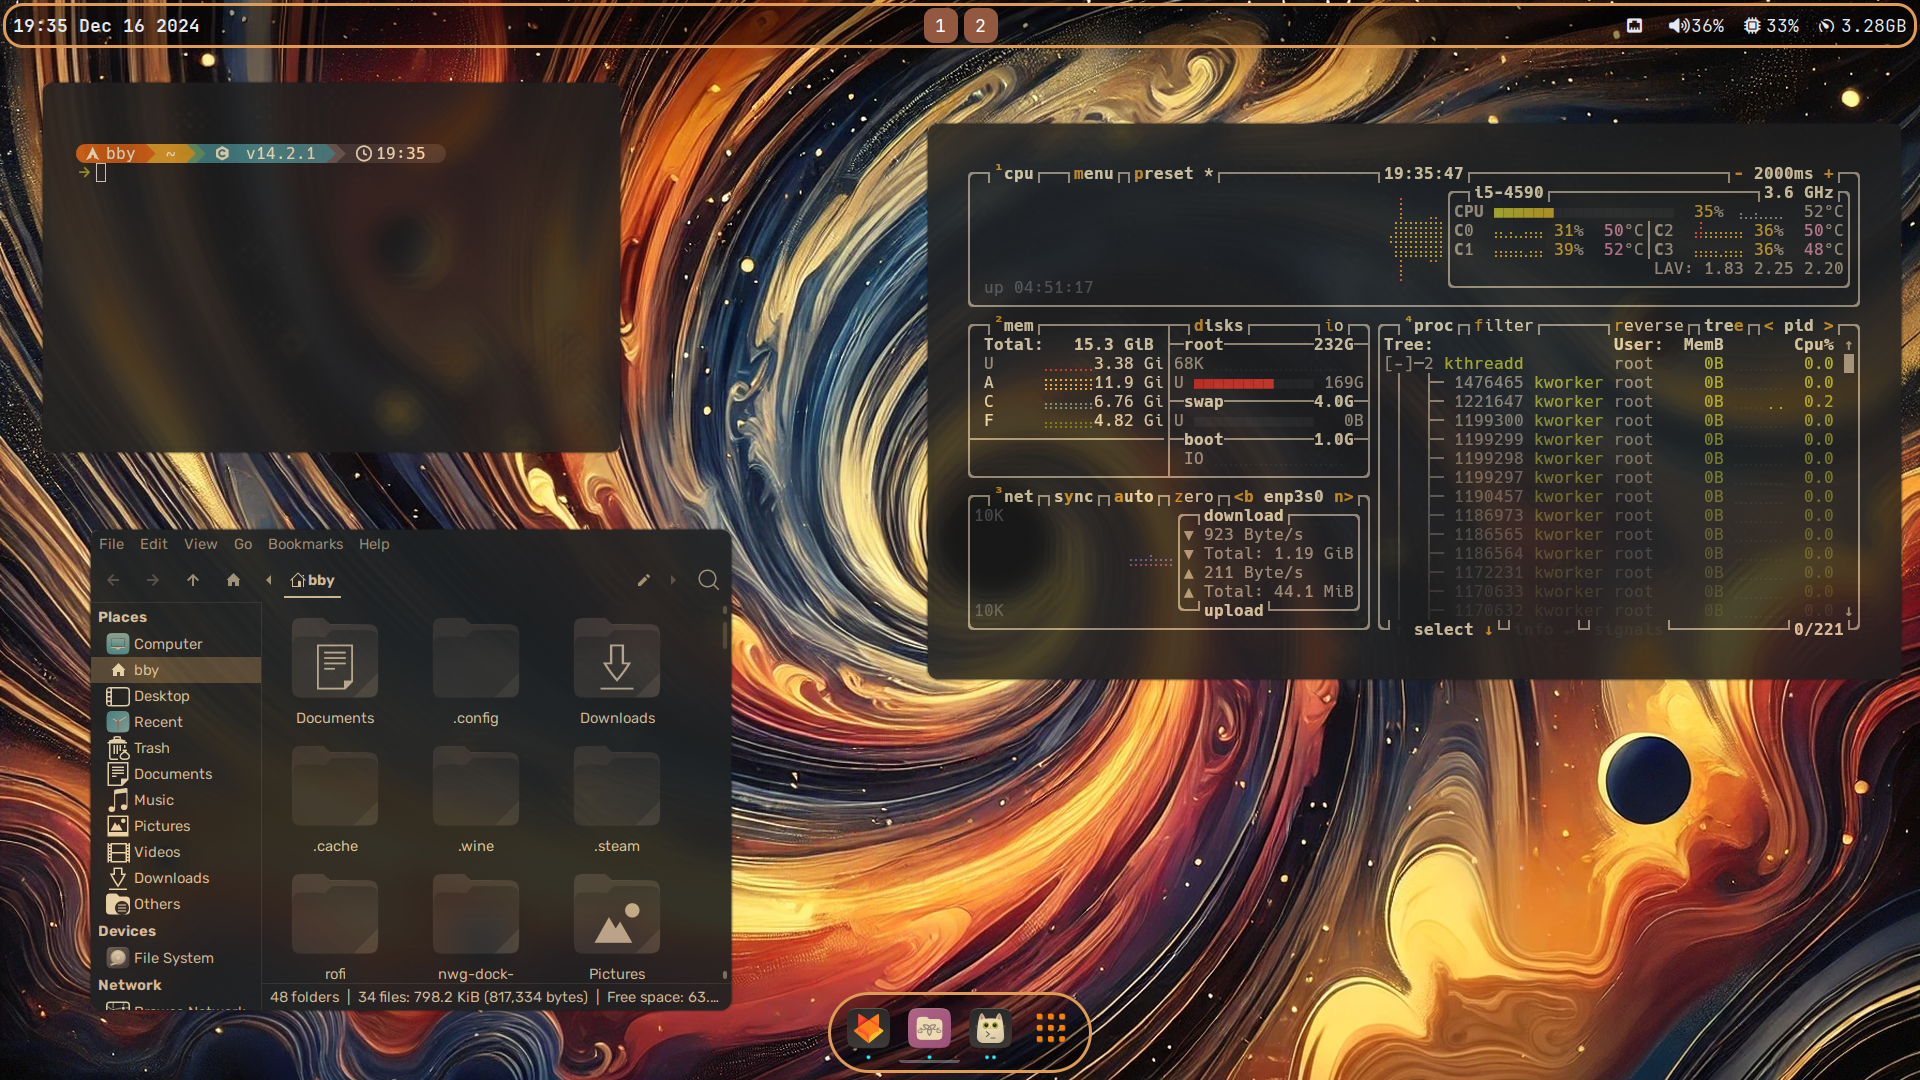 19:35 Dec 16 2024
1 2
36% 33% 3.28GB
bby ~ v14.2.1 19:35
File Edit View Go Bookmarks Help
bby
Places
Computer
bby
Desktop
Recent
Trash
Documents
Music
Pictures
Videos
Downloads
Others
Devices
File System
Network
Documents .config Downloads
.cache .wine .steam
rofi nwg-dock- Pictures
48 folders | 34 files: 798.2 KiB (817,334 bytes) | Free space: 63....
¹cpu menu preset * 19:35:47 - 2000ms +
i5-4590 3.6 GHz
CPU 35% 52°C
C0 31% 50°C C2 36% 50°C
C1 39% 52°C C3 36% 48°C
LAV: 1.83 2.25 2.20
up 04:51:17
²mem
Total: 15.3 GiB
U 3.38 Gi
A 11.9 Gi
C 6.76 Gi
F 4.82 Gi
disks io
root 232G
68K
U 169G
swap 4.0G
U 0B
boot 1.0G
IO
³net sync auto zero <b enp3s0 n>
10K
download
▼ 923 Byte/s
▼ Total: 1.19 GiB
▲ 211 Byte/s
▲ Total: 44.1 MiB
upload
10K
⁴proc filter reverse tree < pid >
Tree: User: MemB Cpu% ↑
[-]-2 kthreadd root 0B 0.0
1476465 kworker root 0B 0.0
1221647 kworker root 0B 0.2
1199300 kworker root 0B 0.0
1199299 kworker root 0B 0.0
1199298 kworker root 0B 0.0
1199297 kworker root 0B 0.0
1190457 kworker root 0B 0.0
1186973 kworker root 0B 0.0
1186565 kworker root 0B 0.0
1186564 kworker root 0B 0.0
1172231 kworker root 0B 0.0
1170633 kworker root 0B 0.0
1170632 kworker root 0B 0.0 ↓
select ↓ info signals 0/221